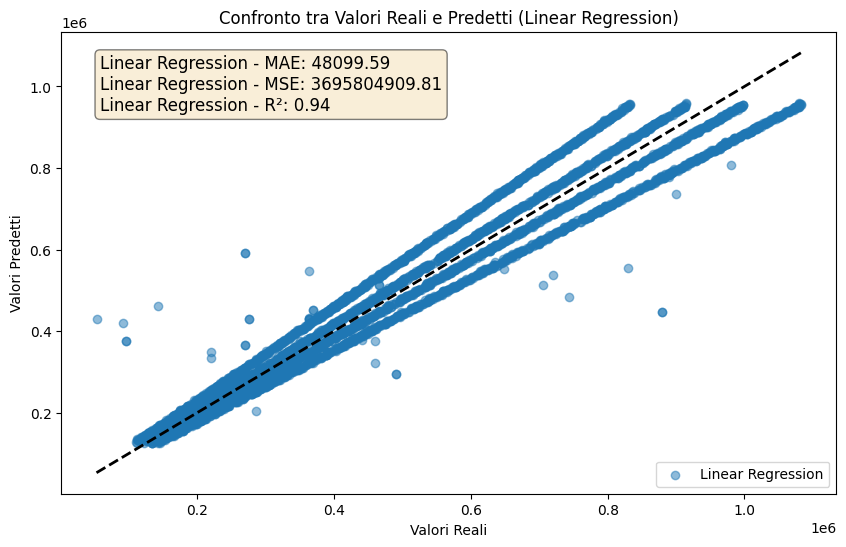 Confronto tra Valori Reali e Predetti (Linear Regression)
1e6
Linear Regression - MAE: 48099.59
Linear Regression - MSE: 3695804909.81
Linear Regression - R²: 0.94
1.0
0.8
0.6
0.4
0.2
Valori Predetti
Linear Regression
0.2
0.4
0.6
0.8
1.0
1e6
Valori Reali